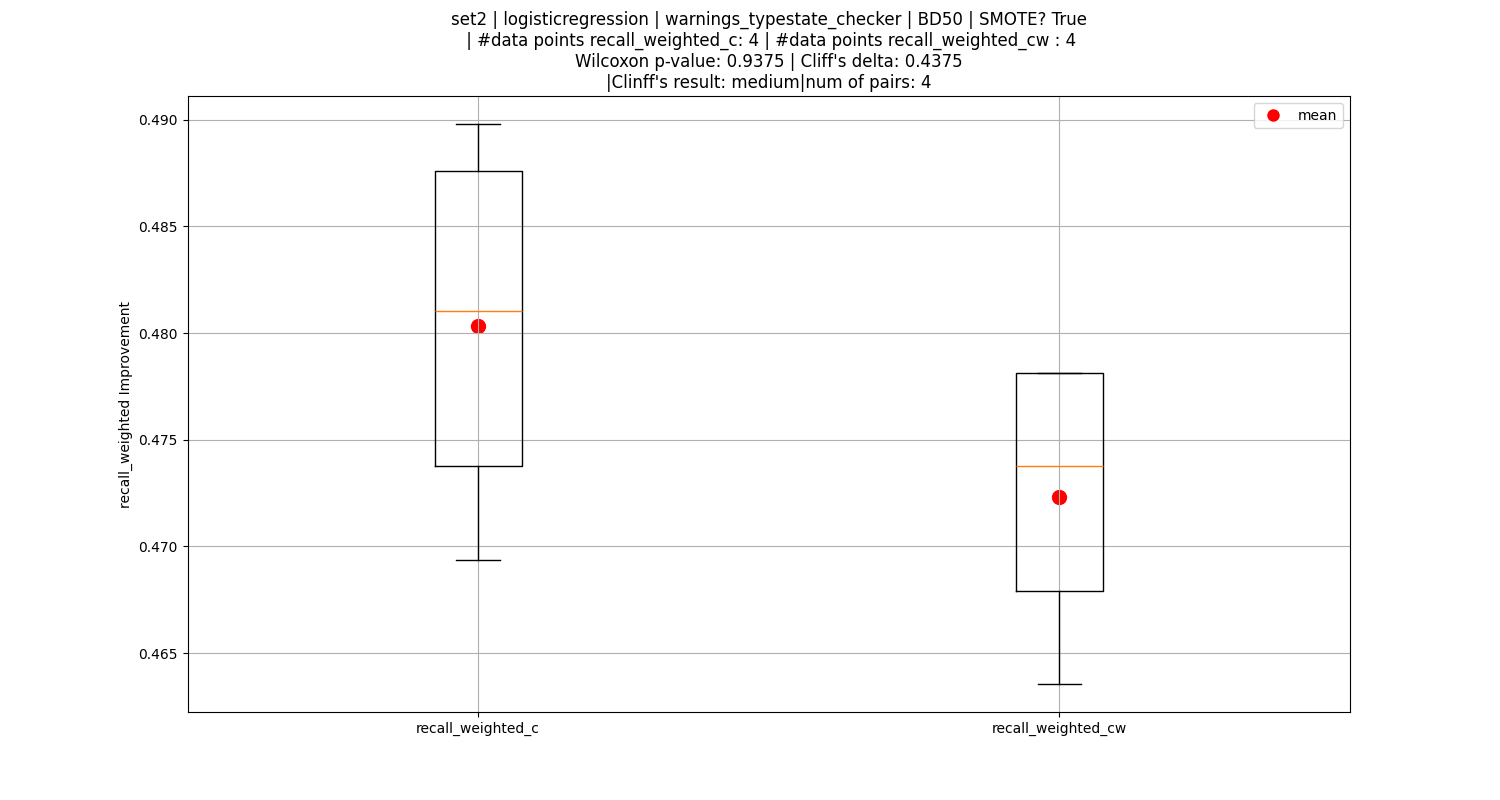 set2 | logisticregression | warnings_typestate_checker | BD50 | SMOTE? True
| #data points recall_weighted_c: 4 | #data points recall_weighted_cw : 4
Wilcoxon p-value: 0.9375 | Cliff's delta: 0.4375
|Clinff's result: medium|num of pairs: 4
mean
0.490
0.485
0.480
0.475
0.470
0.465
recall_weighted Improvement
recall_weighted_c
recall_weighted_cw